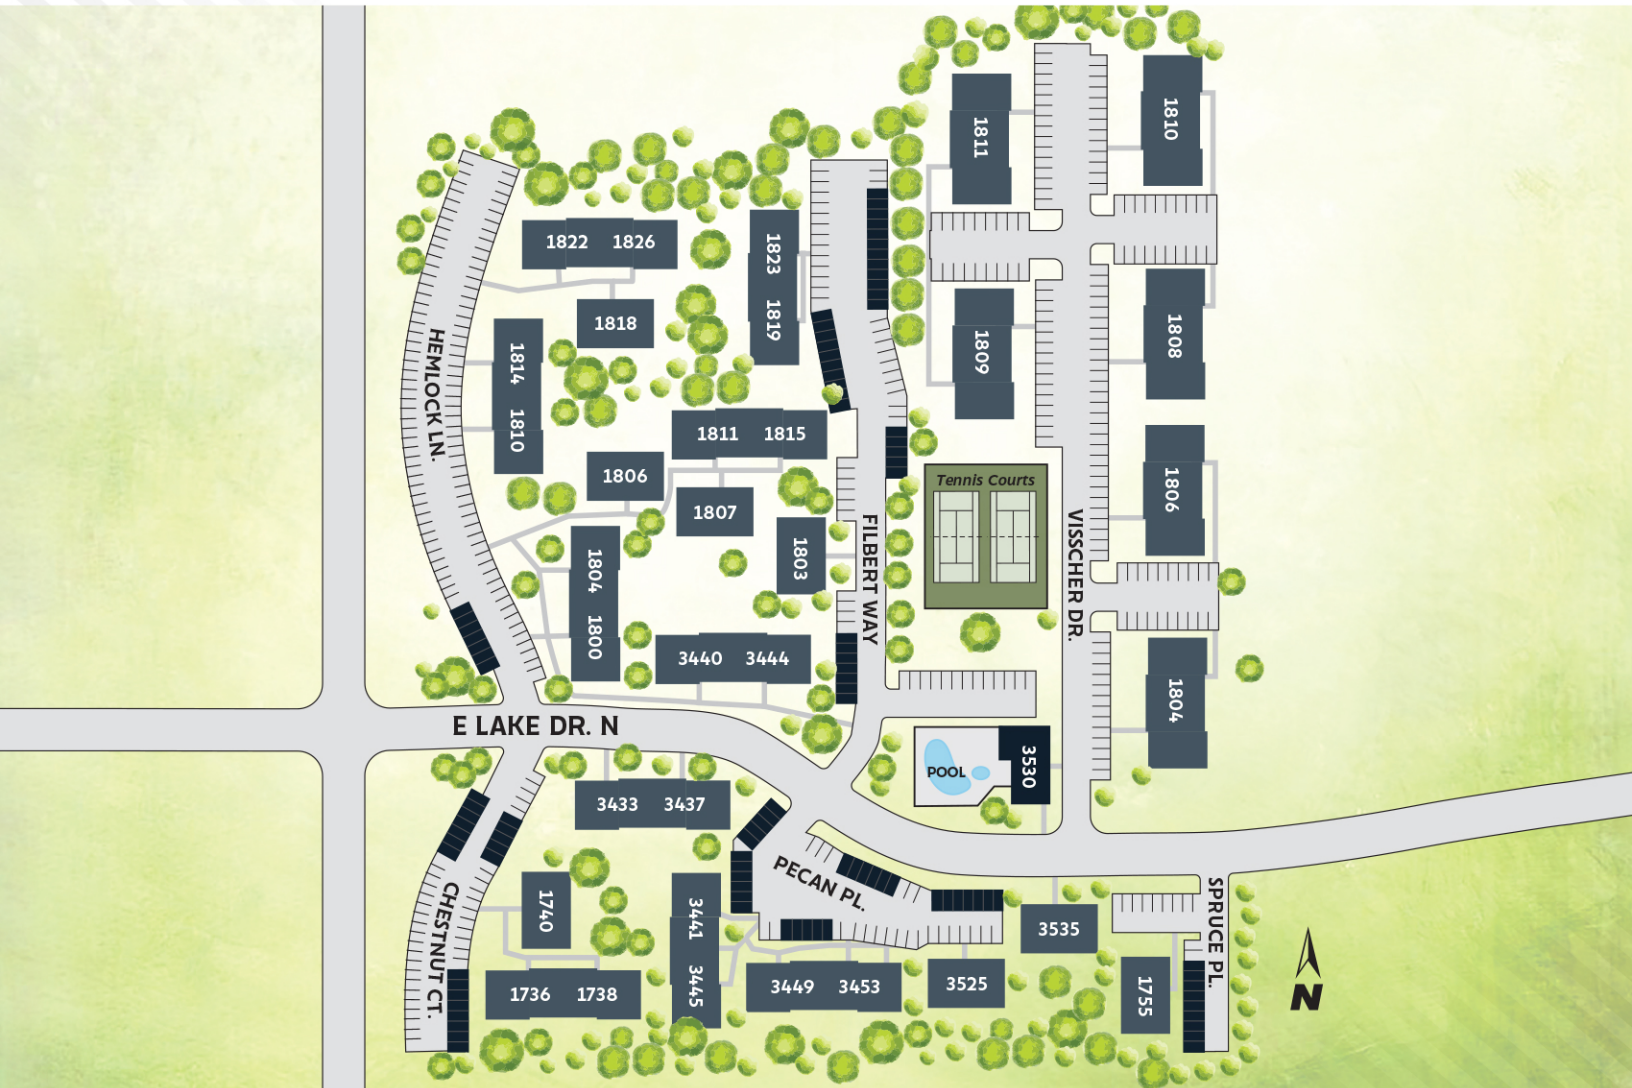 1810
1811
1822 1826
1823 1819
1818
1808
1809
1814 1810
HEMLOCK LN.
1811 1815
1806
1807
Tennis Courts
1806
1803
FILBERT WAY
VISSCHER DR.
1804 1800
3440 3444
1804
E LAKE DR. N
POOL
3530
3433 3437
PECAN PL.
1740
CHESTNUT CT.
3441 3445
3535
SPRUCE PL.
1736 1738
3449 3453
3525
1755
N